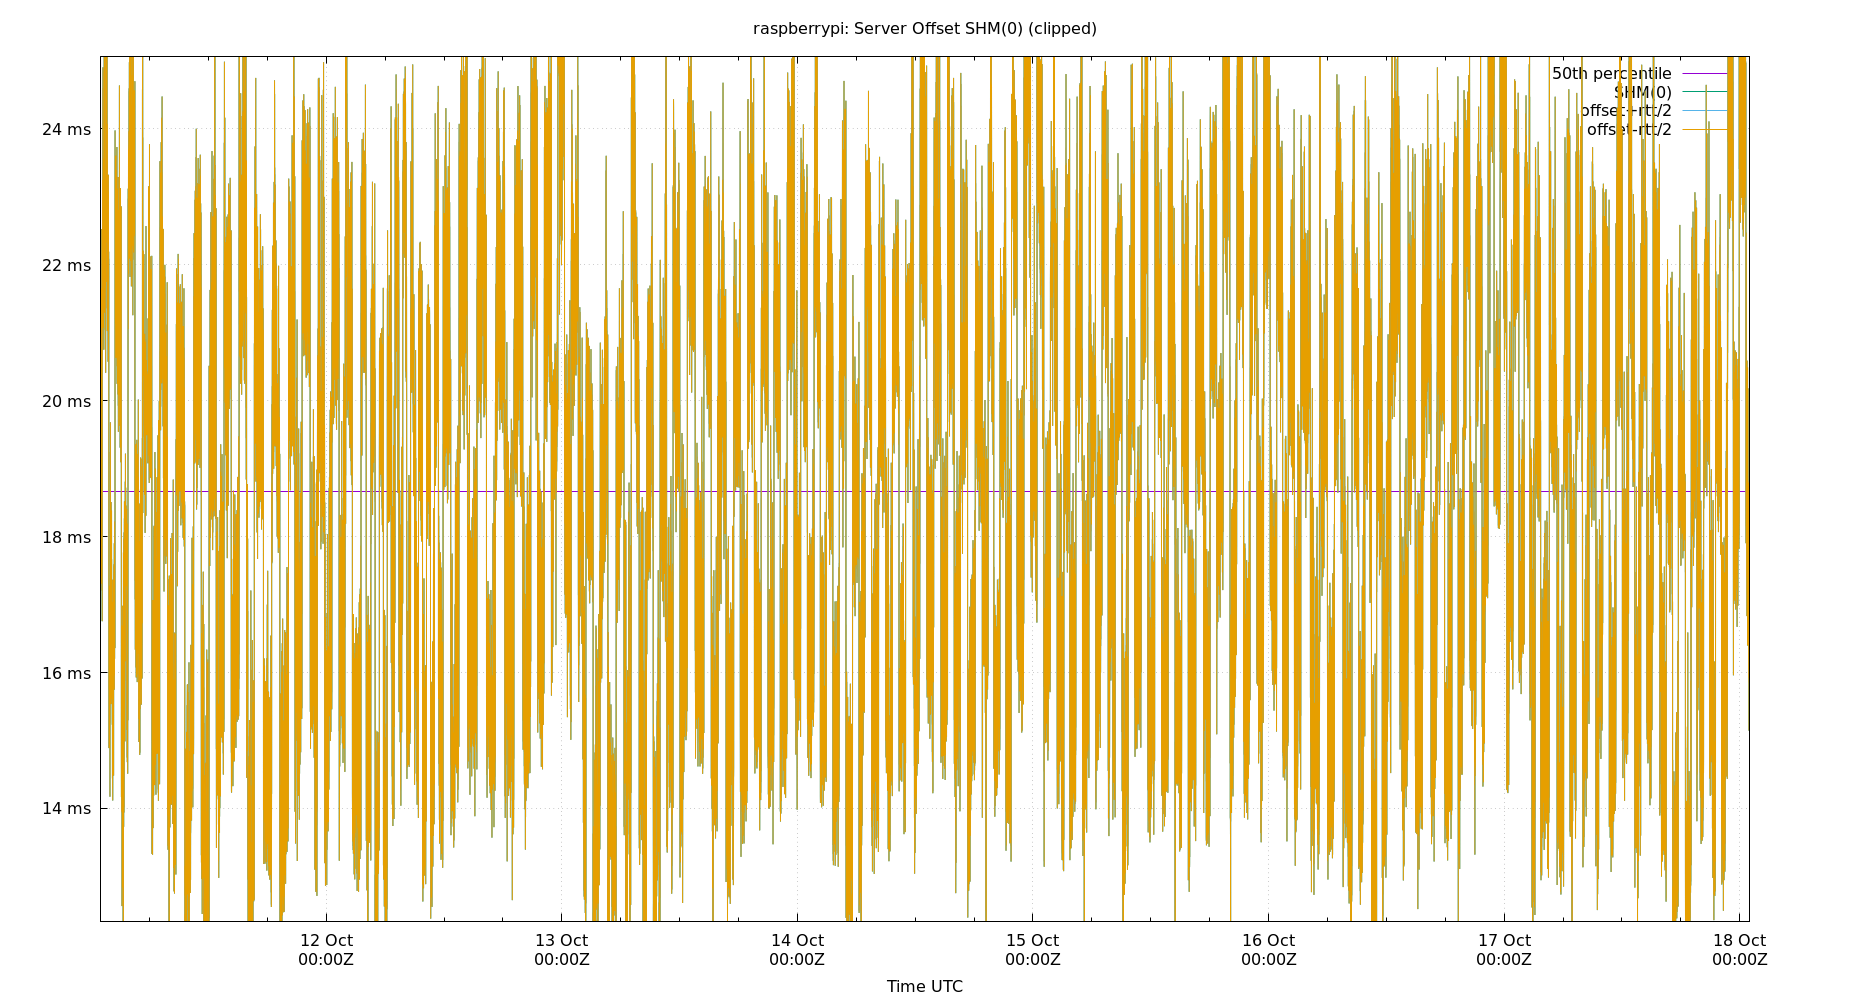 raspberrypi: Server Offset SHM(0) (clipped)
50th percentile
SHM(0)
offset+rtt/2
offset-rtt/2
24 ms
22 ms
20 ms
18 ms
16 ms
14 ms
12 Oct 13 Oct 14 Oct 15 Oct 16 Oct 17 Oct 18 Oct
00:00Z 00:00Z 00:00Z 00:00Z 00:00Z 00:00Z 00:00Z
Time UTC